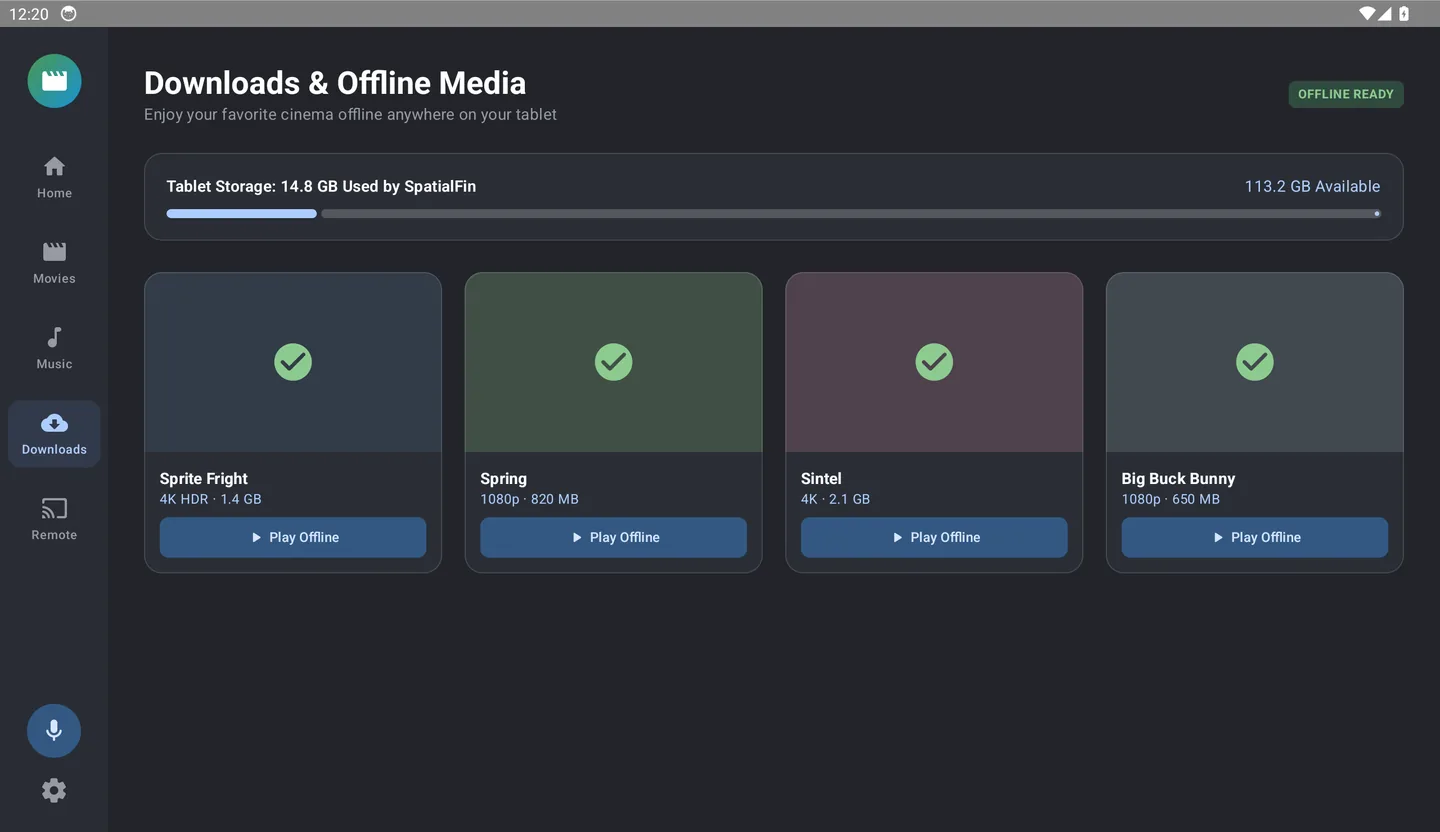 12:20
Downloads & Offline Media
Enjoy your favorite cinema offline anywhere on your tablet
OFFLINE READY
Home
Movies
Music
Downloads
Remote
Tablet Storage: 14.8 GB Used by SpatialFin
113.2 GB Available
Sprite Fright
4K HDR · 1.4 GB
Play Offline
Spring
1080p · 820 MB
Play Offline
Sintel
4K · 2.1 GB
Play Offline
Big Buck Bunny
1080p · 650 MB
Play Offline